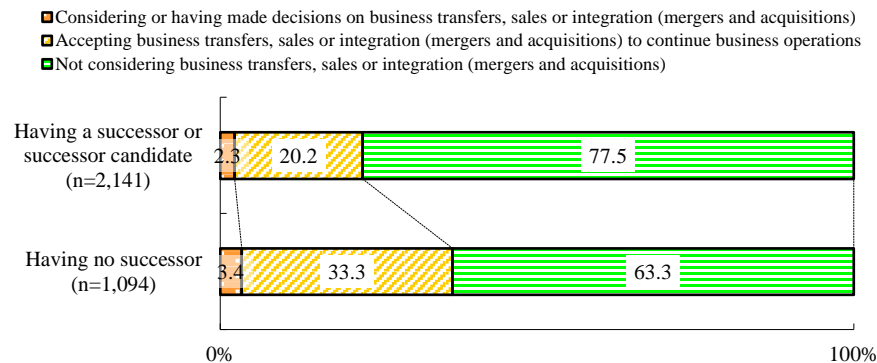 Considering or having made decisions on business transfers, sales or integration (mergers and acquisitions)
Accepting business transfers, sales or integration (mergers and acquisitions) to continue business operations
Not considering business transfers, sales or integration (mergers and acquisitions)
Having a successor or
successor candidate
(n=2,141)
2.3 20.2 77.5
Having no successor
(n=1,094)
3.4 33.3 63.3
0% 100%